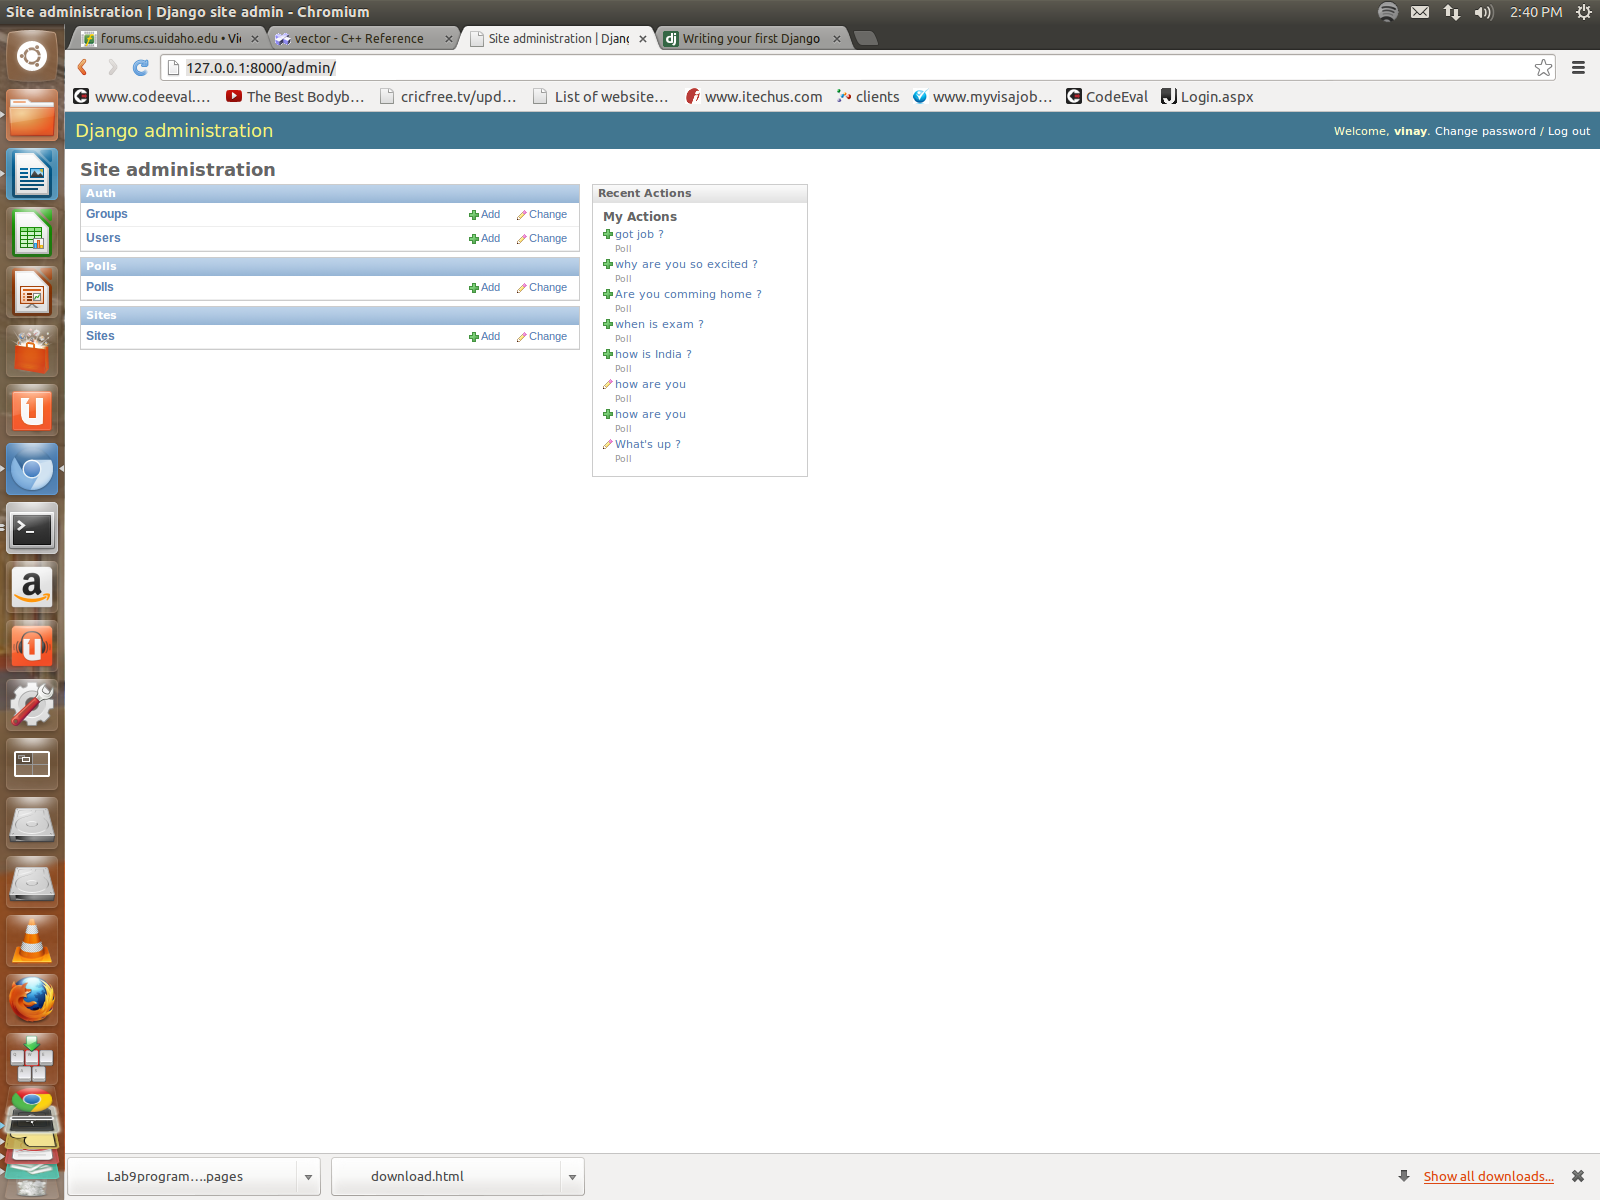 Site administration | Django site admin - Chromium
2:40 PM
forums.cs.uidaho.edu • Vi
vector - C++ Reference
Site administration | Djang
Writing your first Django
127.0.0.1:8000/admin/
www.codeeval....
The Best Bodyb...
cricfree.tv/upd...
List of website...
www.itechus.com
clients
www.myvisajob...
CodeEval
Login.aspx
Django administration
Welcome, vinay. Change password / Log out
Site administration
Auth
Groups Add Change
Users Add Change
Polls
Polls Add Change
Sites
Sites Add Change
Recent Actions
My Actions
got job ?
Poll
why are you so excited ?
Poll
Are you comming home ?
Poll
when is exam ?
Poll
how is India ?
Poll
how are you
Poll
how are you
Poll
What's up ?
Poll
Lab9program....pages
download.html
Show all downloads...